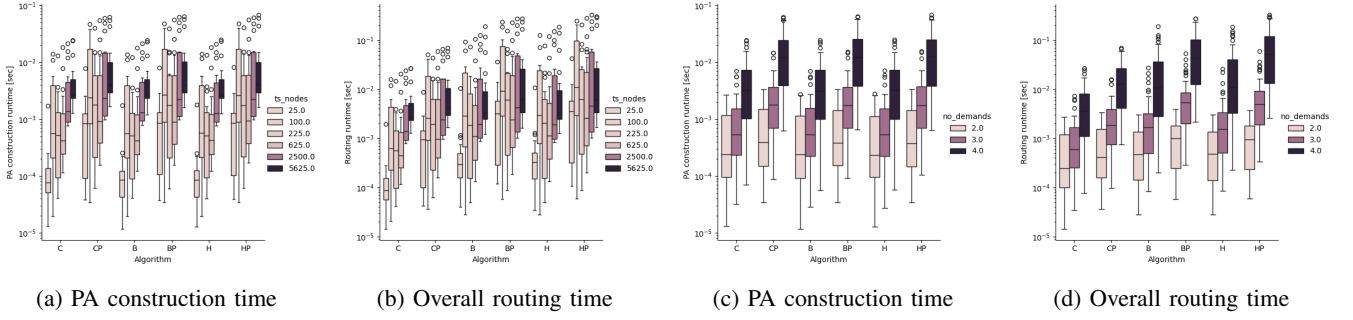 PA construction runtime [sec]
10⁻¹
10⁻²
10⁻³
10⁻⁴
10⁻⁵
C CP B BP H HP
Algorithm
ts_nodes
25.0
100.0
225.0
625.0
2500.0
5625.0
(a) PA construction time
Routing runtime [sec]
10⁻¹
10⁻²
10⁻³
10⁻⁴
10⁻⁵
C CP B BP H HP
Algorithm
ts_nodes
25.0
100.0
225.0
625.0
2500.0
5625.0
(b) Overall routing time
PA construction runtime [sec]
10⁻¹
10⁻²
10⁻³
10⁻⁴
10⁻⁵
C CP B BP H HP
Algorithm
no_demands
2.0
3.0
4.0
(c) PA construction time
Routing runtime [sec]
10⁻¹
10⁻²
10⁻³
10⁻⁴
10⁻⁵
C CP B BP H HP
Algorithm
no_demands
2.0
3.0
4.0
(d) Overall routing time